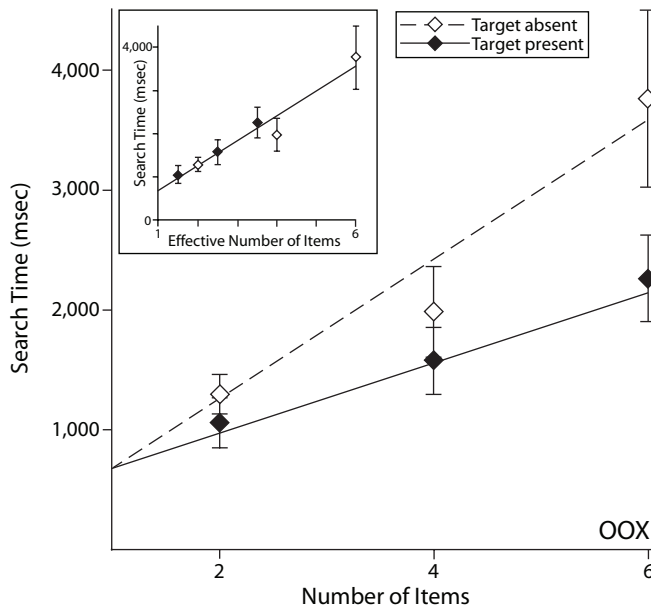 Target absent
Target present
4,000
3,000
2,000
1,000
Search Time (msec)
4,000
0
Search Time (msec)
1
6
Effective Number of Items
OOX
2
4
6
Number of Items